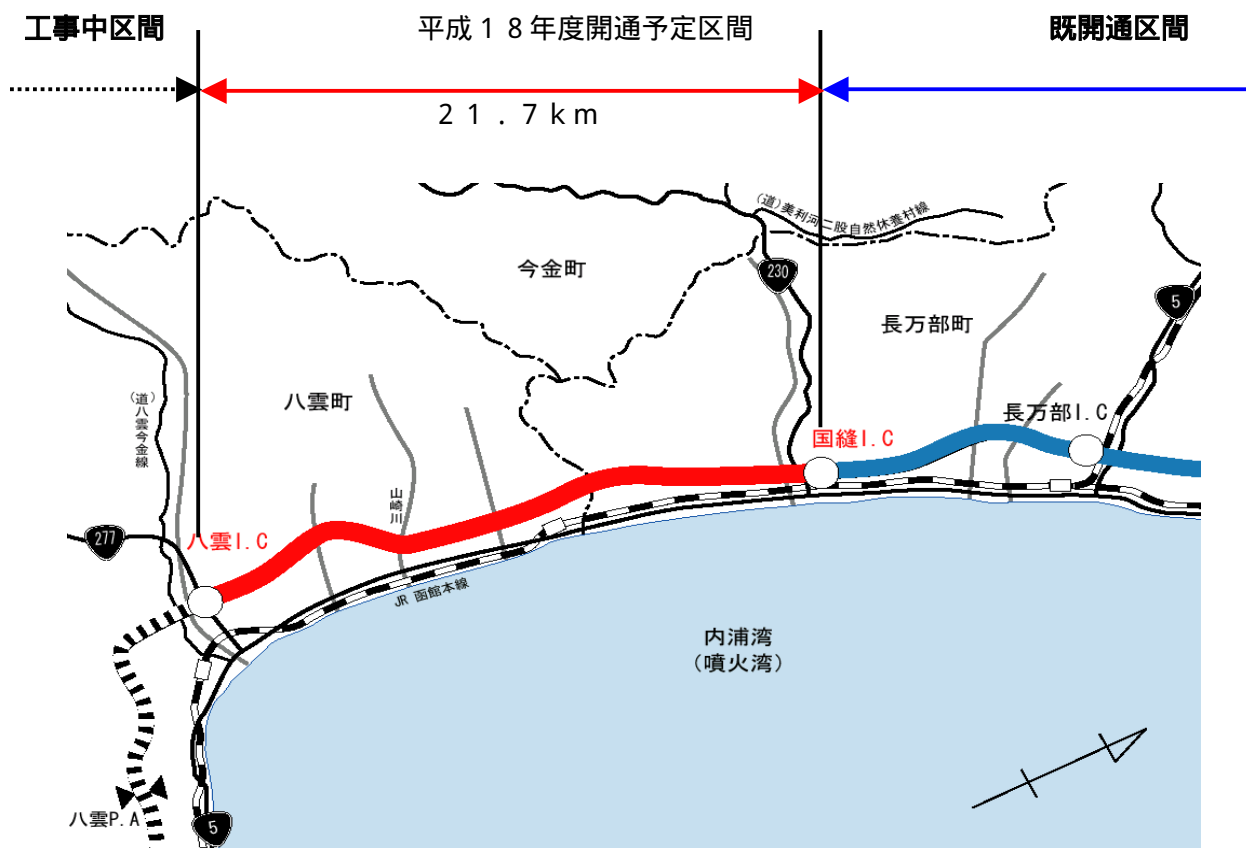 工事中区間
平成18年度開通予定区間
既開通区間
21.7km
(道)美利河二股自然休養村線
今金町
230
5
長万部町
(道)八雲今金線
八雲町
長万部I.C
国縫I.C
山崎川
277
八雲I.C
JR 函館本線
内浦湾
(噴火湾)
八雲P.A
5